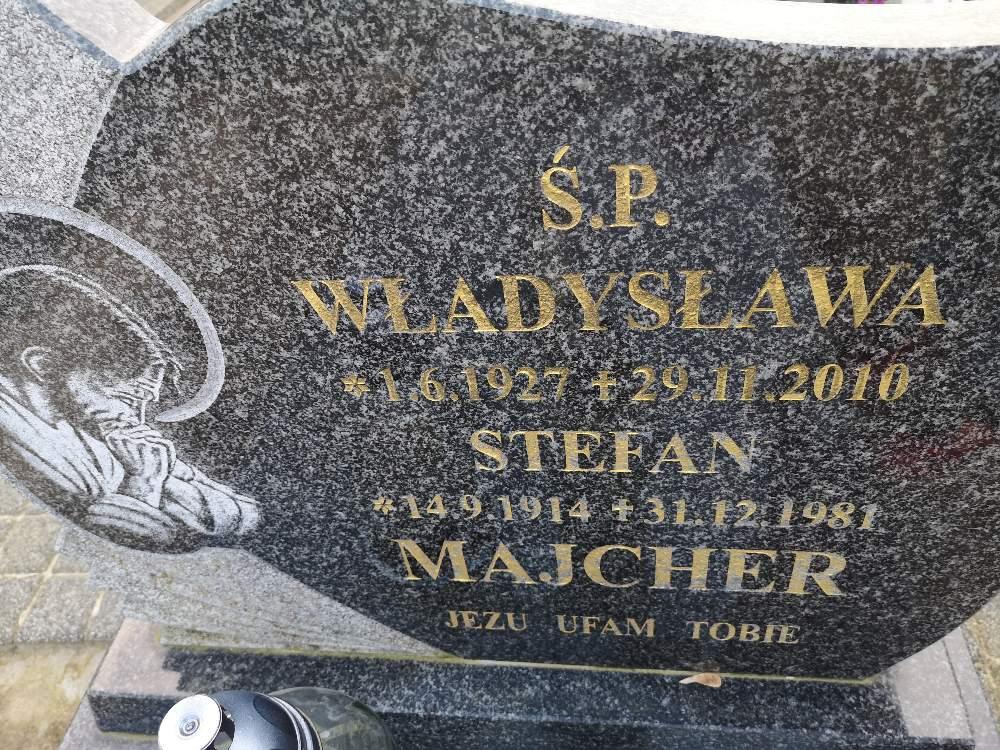 Ś.P.
WŁADYSŁAWA
*1.6.1927 +29.11.2010
STEFAN
*14.9.1914 +31.12.1981
MAJCHER
JEZU UFAM TOBIE